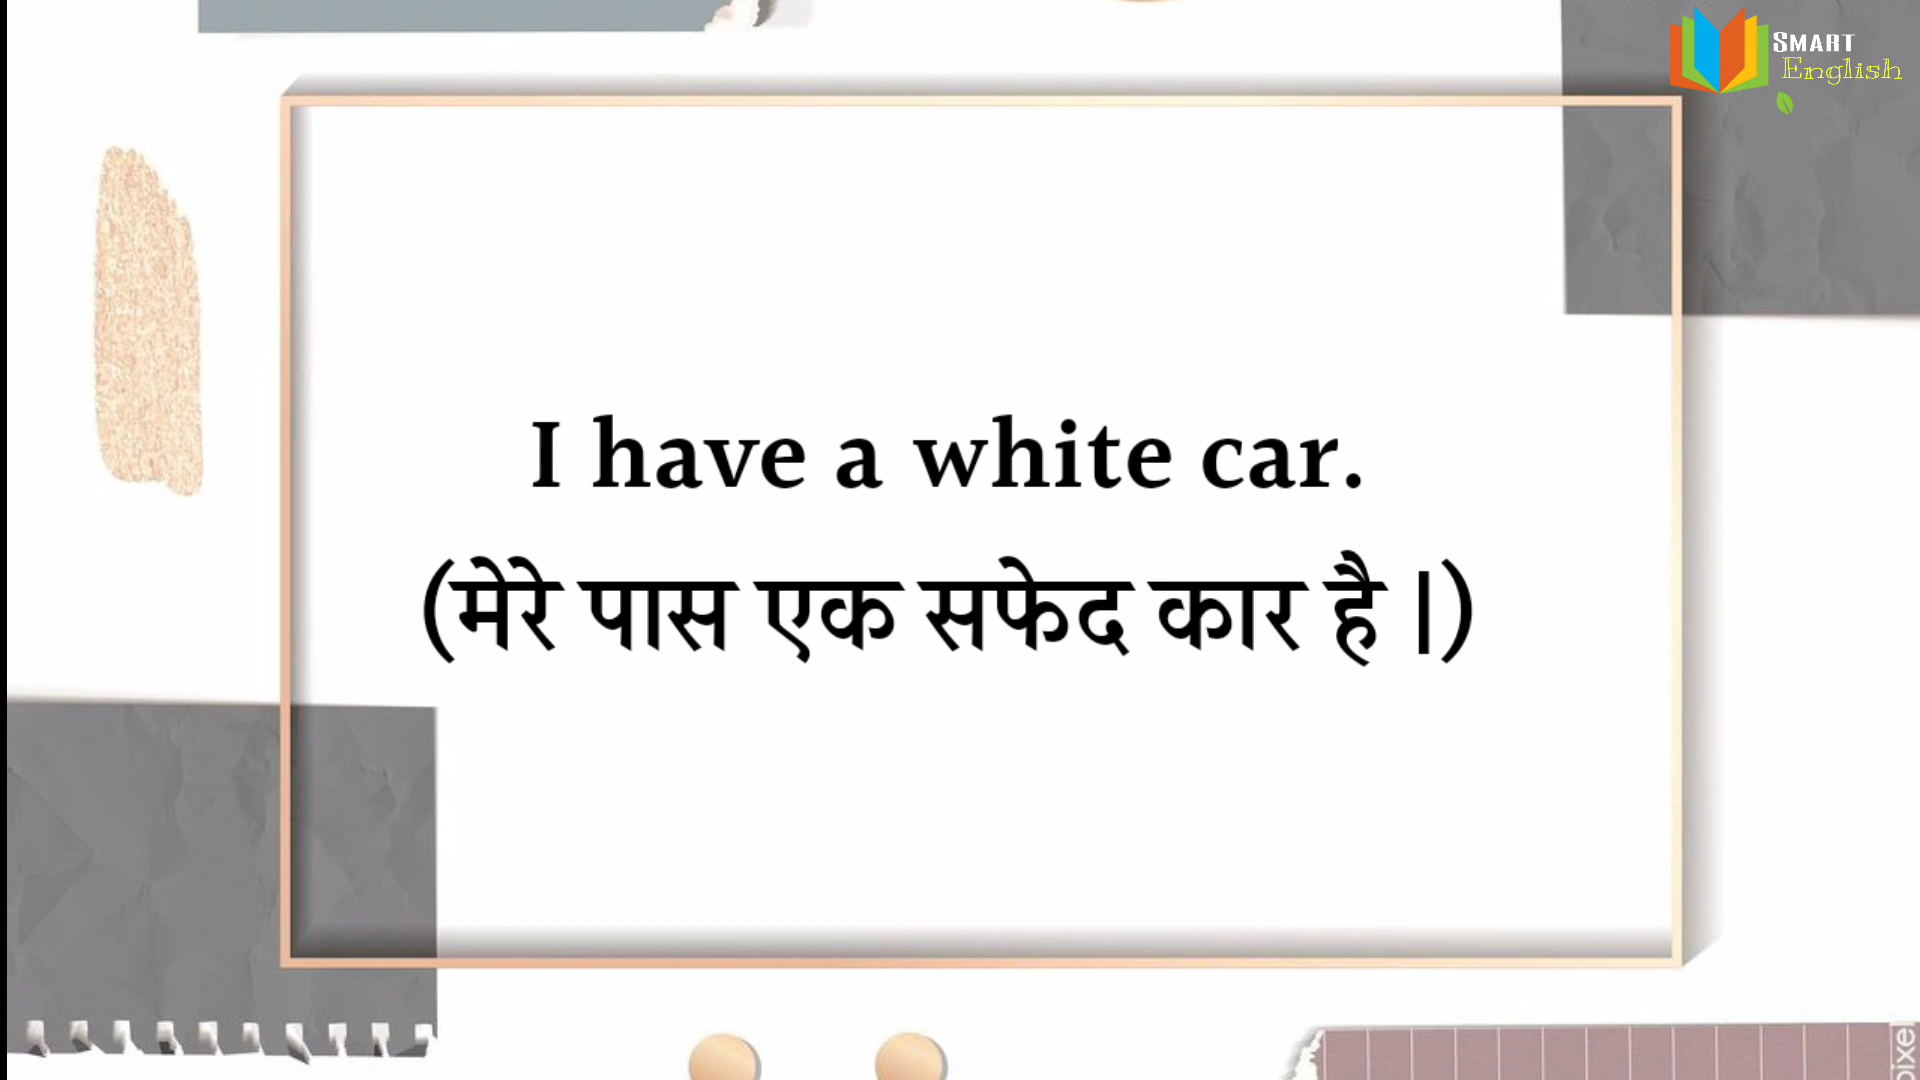 SMART
English
I have a white car.
(मेरे पास एक सफेद कार है |)